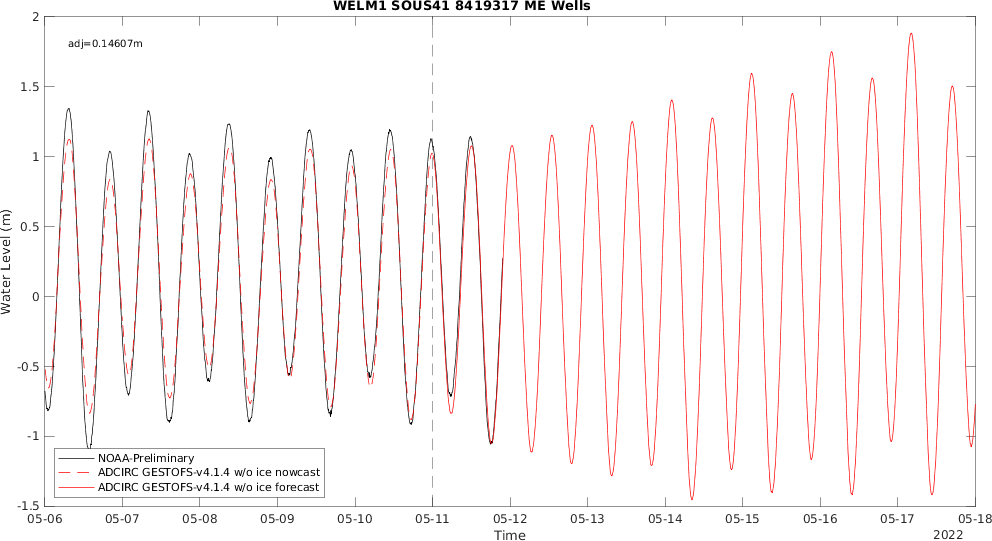 WELM1 SOUS41 8419317 ME Wells
adj=0.14607m
2
1.5
1
0.5
0
-0.5
-1
-1.5
Water Level (m)
NOAA-Preliminary
ADCIRC GESTOFS-v4.1.4 w/o ice nowcast
ADCIRC GESTOFS-v4.1.4 w/o ice forecast
05-06 05-07 05-08 05-09 05-10 05-11 05-12 05-13 05-14 05-15 05-16 05-17 05-18
Time
2022